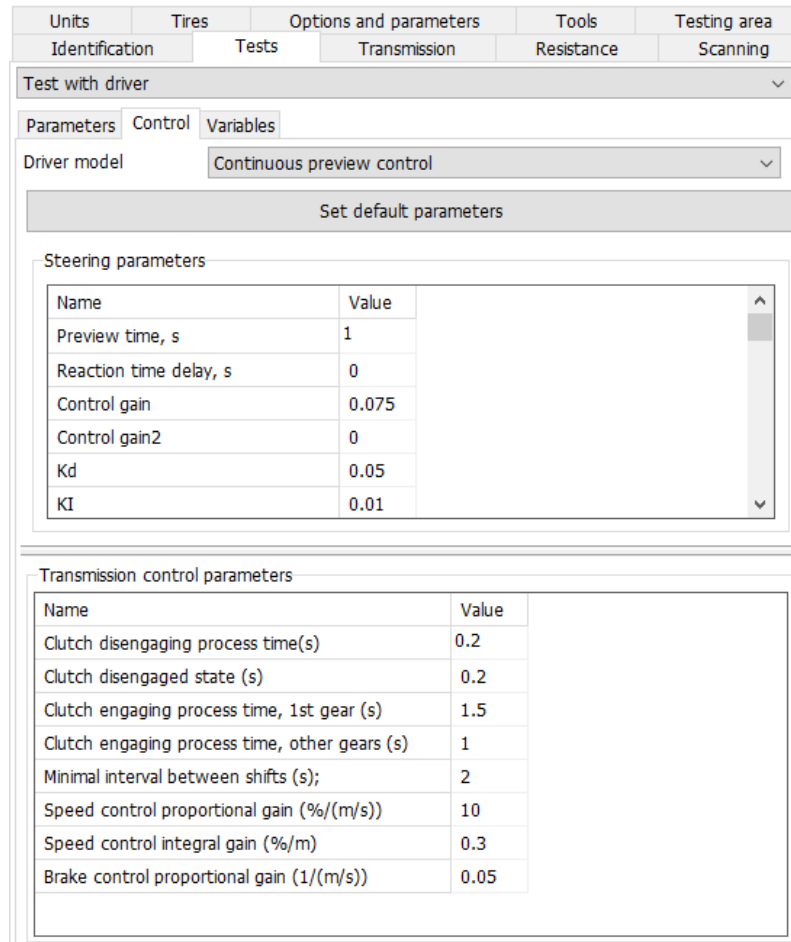 Units Tires Options and parameters Tools Testing area
Identification Tests Transmission Resistance Scanning
Test with driver
Parameters Control Variables
Driver model Continuous preview control
Set default parameters
Steering parameters
Name Value
Preview time, s 1
Reaction time delay, s 0
Control gain 0.075
Control gain2 0
Kd 0.05
KI 0.01
Transmission control parameters
Name Value
Clutch disengaging process time(s) 0.2
Clutch disengaged state (s) 0.2
Clutch engaging process time, 1st gear (s) 1.5
Clutch engaging process time, other gears (s) 1
Minimal interval between shifts (s); 2
Speed control proportional gain (%/(m/s)) 10
Speed control integral gain (%/m) 0.3
Brake control proportional gain (1/(m/s)) 0.05